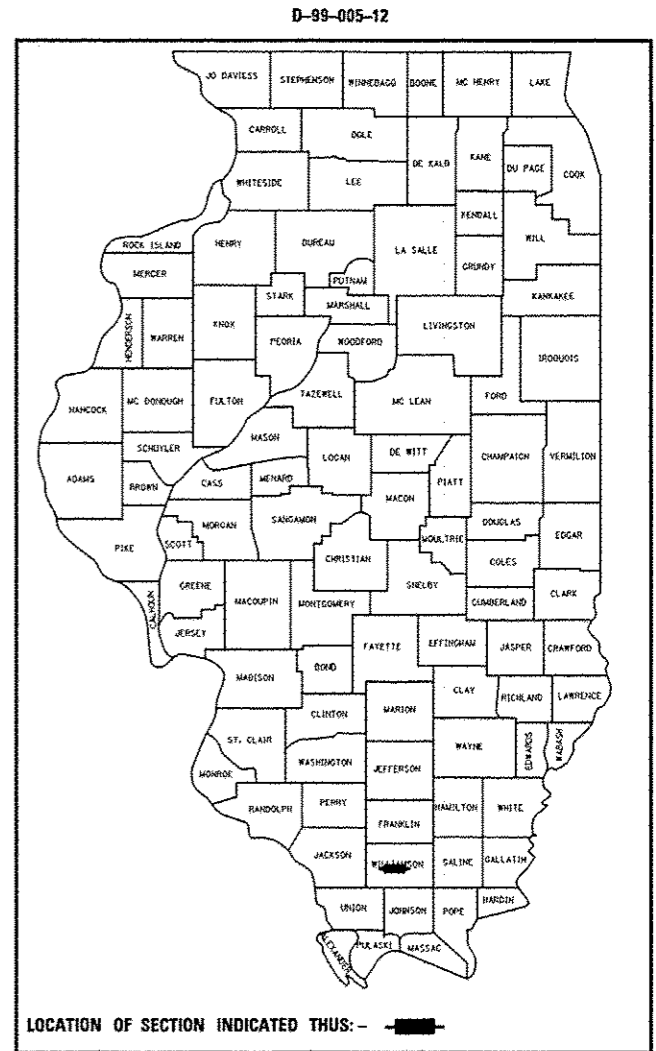 D-99-005-12
JO DAVIESS STEPHENSON WINNEBAGO BOONE MC HENRY LAKE
CARROLL OGLE DE KALB KANE DU PAGE COOK
WHITESIDE LEE
KENDALL WILL
ROCK ISLAND HENRY BUREAU LA SALLE GRUNDY
MERCER PUTNAM KANKAKEE
HENDERSON WARREN KNOX STARK MARSHALL LIVINGSTON
PEORIA WOODFORD IROQUOIS
HANCOCK MC DONOUGH FULTON TAZEWELL MC LEAN FORD
SCHUYLER MASON LOGAN DE WITT CHAMPAIGN VERMILION
ADAMS BROWN CASS MENARD MACON PIATT
PIKE SCOTT MORGAN SANGAMON CHRISTIAN MOULTRIE DOUGLAS EDGAR
COLES
CALHOUN GREENE MACOUPIN MONTGOMERY SHELBY CUMBERLAND CLARK
JERSEY FAYETTE EFFINGHAM JASPER CRAWFORD
MADISON BOND CLAY RICHLAND LAWRENCE
CLINTON MARION
ST. CLAIR WASHINGTON JEFFERSON WAYNE EDWARDS WABASH
MONROE
RANDOLPH PERRY FRANKLIN HAMILTON WHITE
JACKSON WILLIAMSON SALINE GALLATIN
UNION JOHNSON POPE HARDIN
ALEXANDER PULASKI MASSAC
LOCATION OF SECTION INDICATED THUS: -